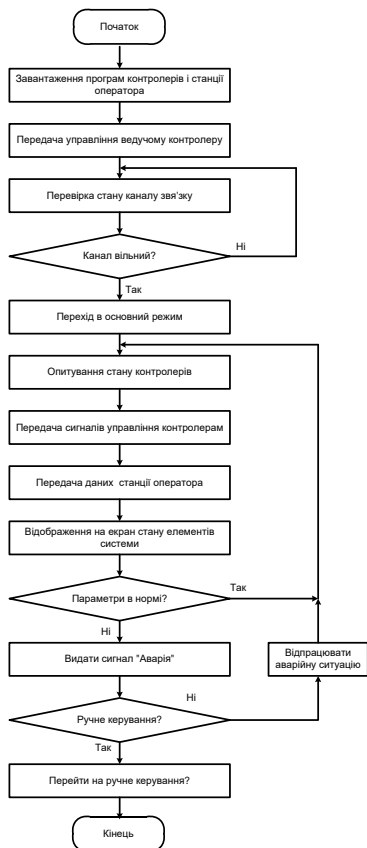 Початок
Завантаження програм контролерів і станції
оператора
Передача управління ведучому контролеру
Перевірка стану каналу зв'язку
Канал вільний?
Ні
Так
Перехід в основний режим
Опитування стану контролерів
Передача сигналів управління контролерам
Передача даних станції оператора
Відображення на екран стану елементів
системи
Параметри в нормі?
Так
Ні
Видати сигнал "Аварія"
Відпрацювати
аварійну ситуацію
Ручне керування?
Ні
Так
Перейти на ручне керування?
Кінець